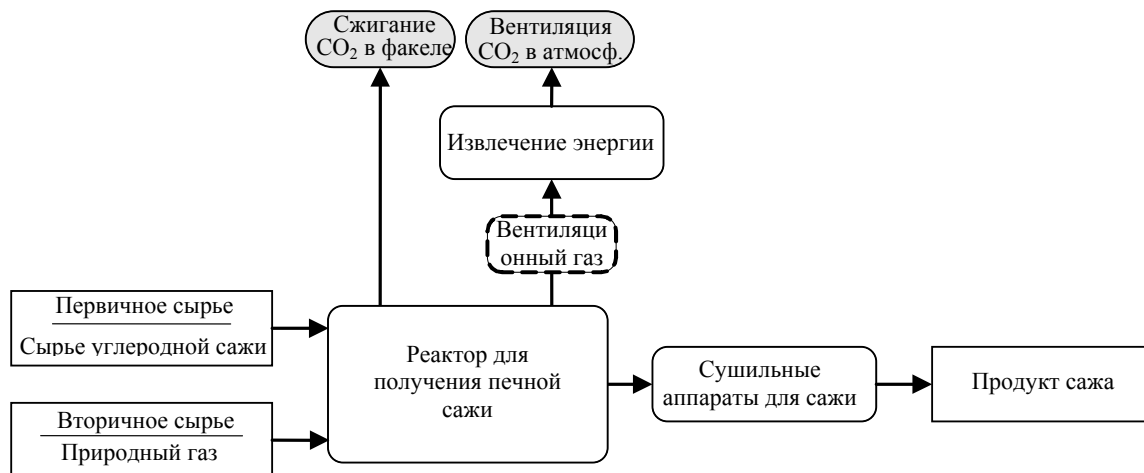 Сжигание
CO₂ в факеле
Вентиляция
CO₂ в атмосф.
Извлечение энергии
Вентиляци
онный газ
Первичное сырье
Сырье углеродной сажи
Реактор для
получения печной
сажи
Сушильные
аппараты для сажи
Продукт сажа
Вторичное сырье
Природный газ